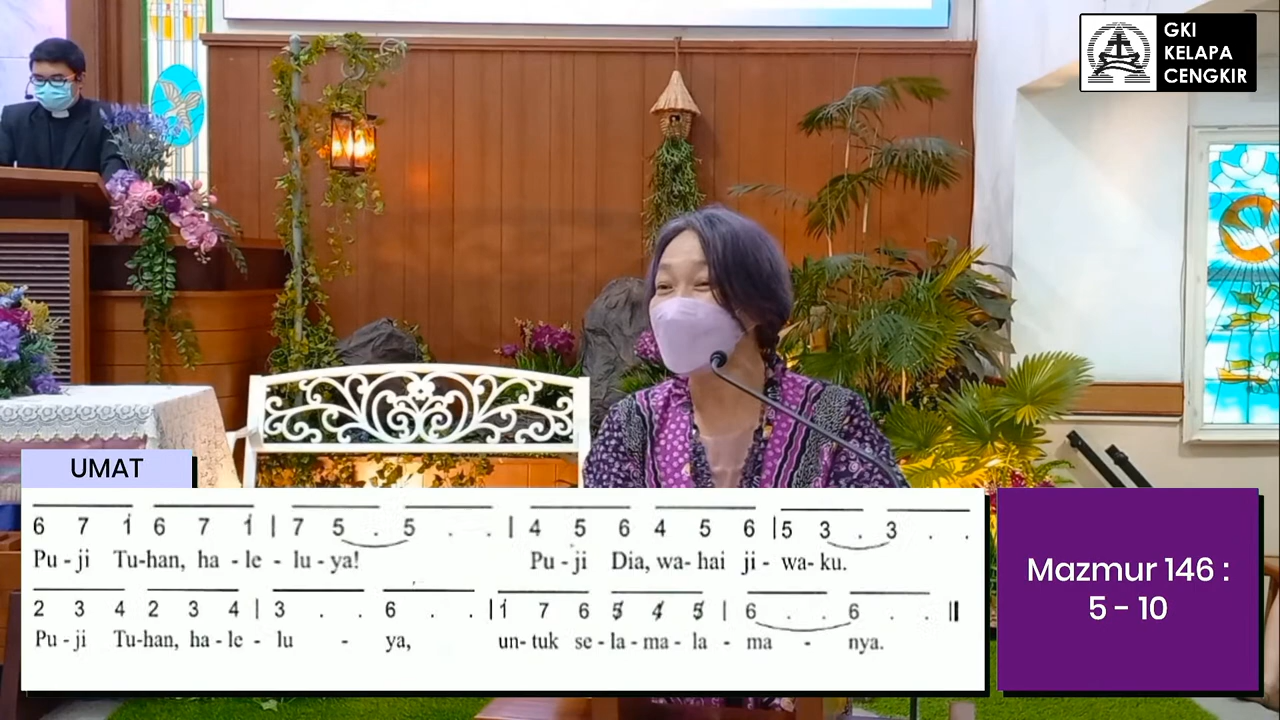 GKI
KELAPA
CENGKIR
UMAT
6 7 i 6 7 i | 7 5 . 5 . . | 4 5 6 4 5 6 | 5 3 . 3 . .
Pu - ji Tu-han, ha - le - lu - ya! Pu - ji Dia, wa- hai ji - wa- ku.
2 3 4 2 3 4 | 3 . . 6 . . | i 7 6 5̸ 4̸ 5̸ | 6 . . 6 . . ||
Pu - ji Tu-han, ha - le - lu - ya, un- tuk se - la - ma - la - ma - nya.
Mazmur 146 :
5 - 10